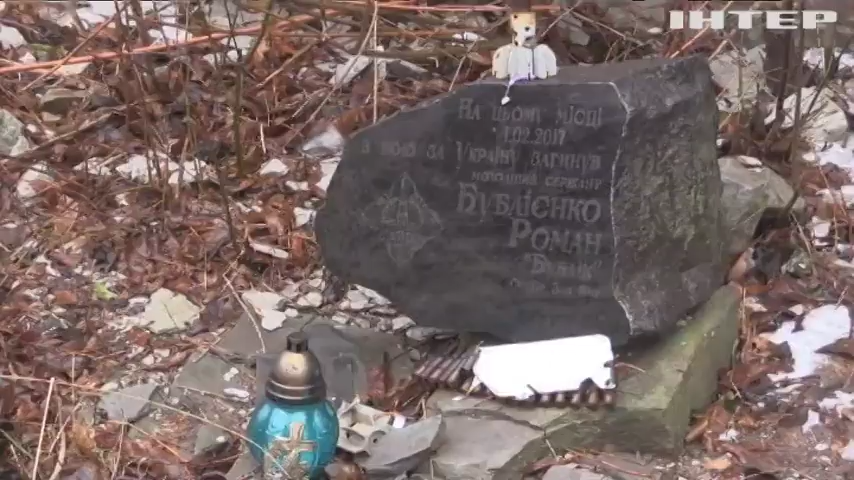 ІНТЕР
На цьому місці
1.02.2017
в бою за Україну загинув
молодший сержант
Бублієнко
Роман